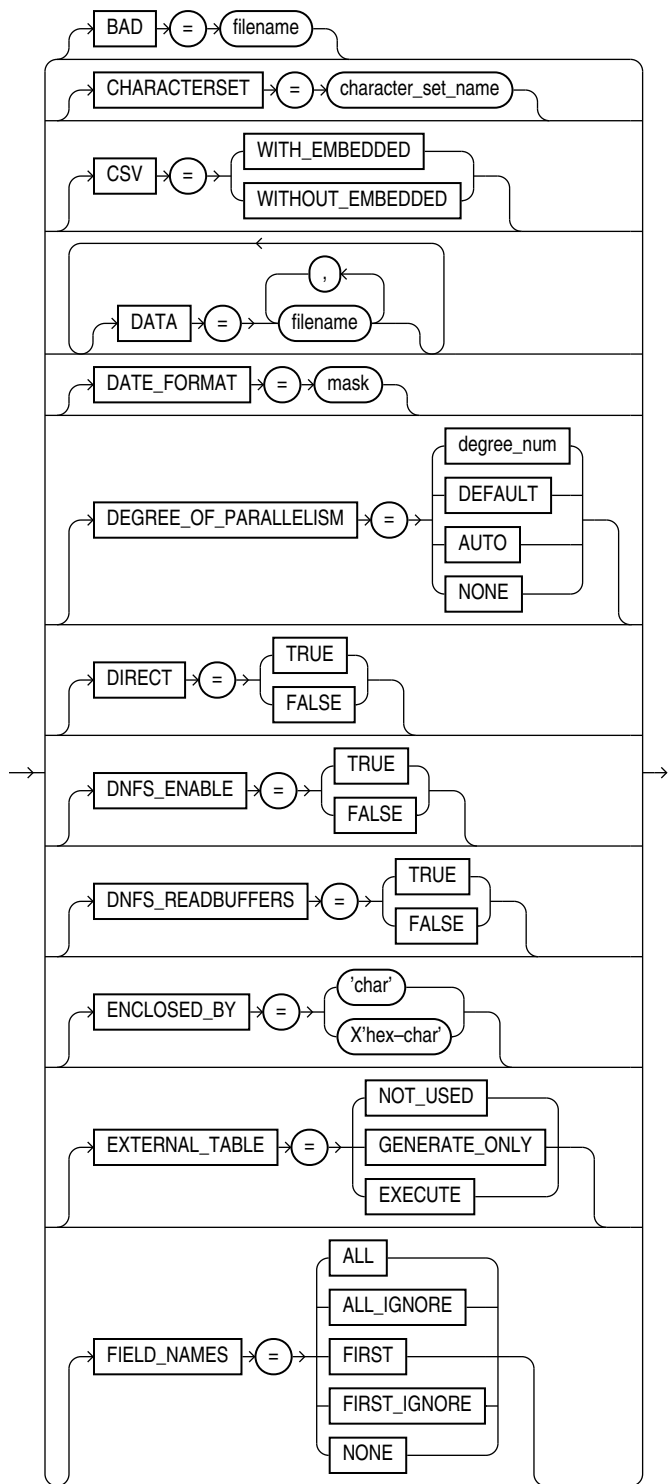 BAD = filename
CHARACTERSET = character_set_name
CSV = WITH_EMBEDDED
WITHOUT_EMBEDDED
,
DATA = filename
DATE_FORMAT = mask
degree_num
DEGREE_OF_PARALLELISM = DEFAULT
AUTO
NONE
DIRECT = TRUE
FALSE
DNFS_ENABLE = TRUE
FALSE
DNFS_READBUFFERS = TRUE
FALSE
ENCLOSED_BY = 'char'
X'hex–char'
NOT_USED
EXTERNAL_TABLE = GENERATE_ONLY
EXECUTE
ALL
ALL_IGNORE
FIELD_NAMES = FIRST
FIRST_IGNORE
NONE